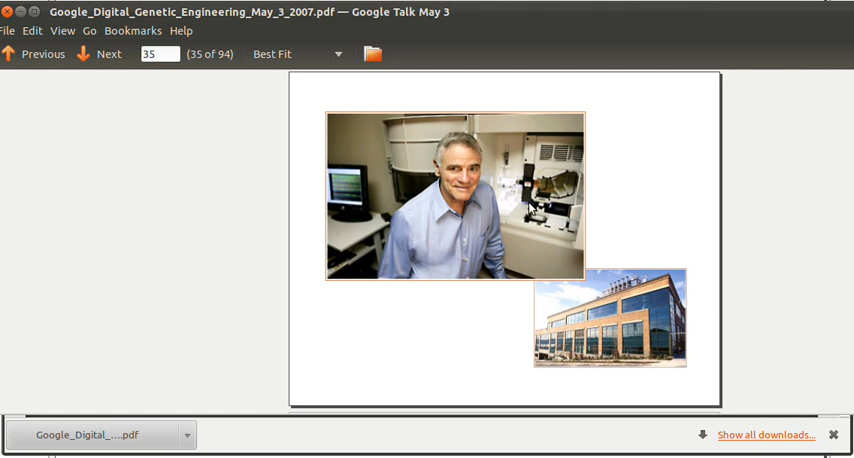 Google_Digital_Genetic_Engineering_May_3_2007.pdf — Google Talk May 3
File Edit View Go Bookmarks Help
Previous Next 35 (35 of 94) Best Fit
Google_Digital_....pdf Show all downloads...